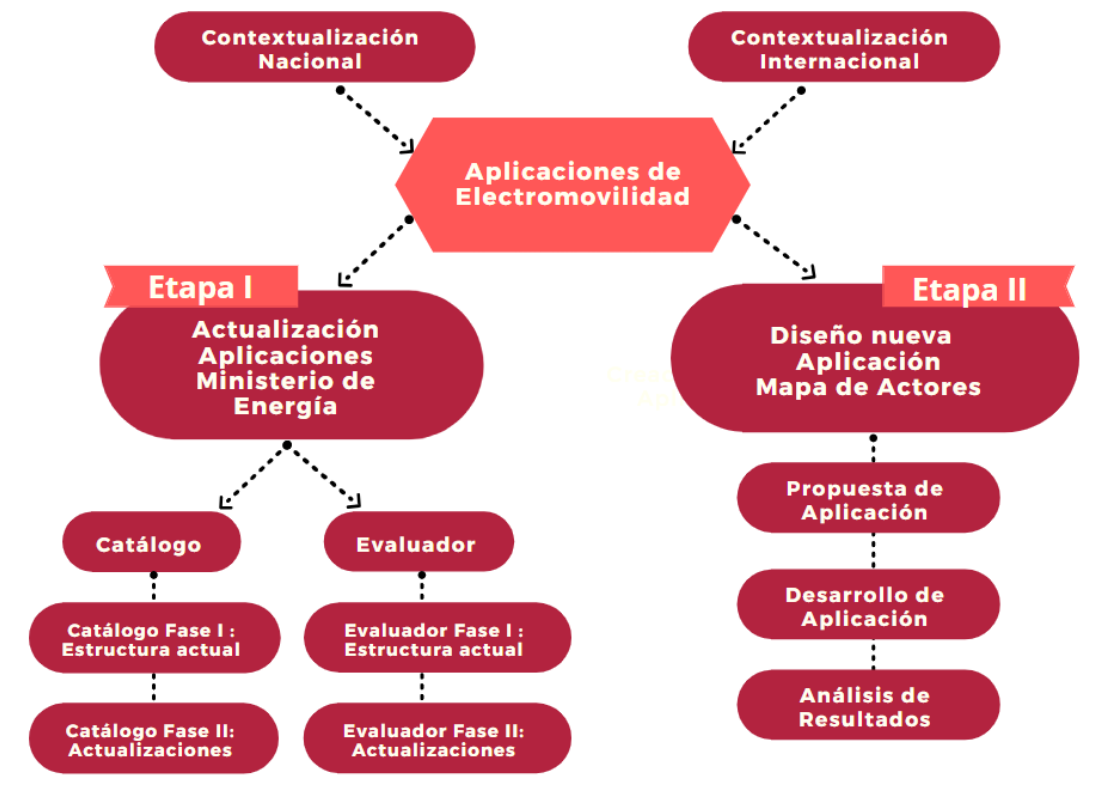 Contextualización
Nacional
Contextualización
Internacional
Aplicaciones de
Electromovilidad
Etapa I
Actualización
Aplicaciones
Ministerio de
Energía
Etapa II
Diseño nueva
Aplicación
Mapa de Actores
Catálogo
Evaluador
Catálogo Fase I :
Estructura actual
Evaluador Fase I :
Estructura actual
Catálogo Fase II:
Actualizaciones
Evaluador Fase II:
Actualizaciones
Propuesta de
Aplicación
Desarrollo de
Aplicación
Análisis de
Resultados